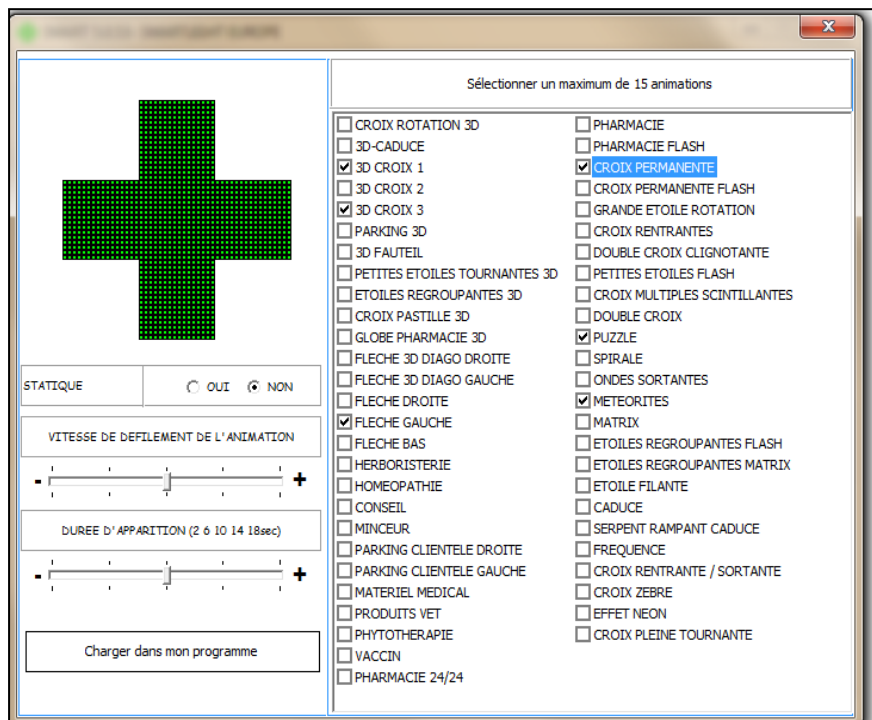 Sélectionner un maximum de 15 animations
CROIX ROTATION 3D
3D-CADUCE
3D CROIX 1
3D CROIX 2
3D CROIX 3
PARKING 3D
3D FAUTEIL
PETITES ETOILES TOURNANTES 3D
ETOILES REGROUPANTES 3D
CROIX PASTILLE 3D
GLOBE PHARMACIE 3D
FLECHE 3D DIAGO DROITE
FLECHE 3D DIAGO GAUCHE
FLECHE DROITE
FLECHE GAUCHE
FLECHE BAS
HERBORISTERIE
HOMEOPATHIE
CONSEIL
MINCEUR
PARKING CLIENTELE DROITE
PARKING CLIENTELE GAUCHE
MATERIEL MEDICAL
PRODUITS VET
PHYTOTHERAPIE
VACCIN
PHARMACIE 24/24
PHARMACIE
PHARMACIE FLASH
CROIX PERMANENTE
CROIX PERMANENTE FLASH
GRANDE ETOILE ROTATION
CROIX RENTRANTES
DOUBLE CROIX CLIGNOTANTE
PETITES ETOILES FLASH
CROIX MULTIPLES SCINTILLANTES
DOUBLE CROIX
PUZZLE
SPIRALE
ONDES SORTANTES
METEORITES
MATRIX
ETOILES REGROUPANTES FLASH
ETOILES REGROUPANTES MATRIX
ETOILE FILANTE
CADUCE
SERPENT RAMPANT CADUCE
FREQUENCE
CROIX RENTRANTE / SORTANTE
CROIX ZEBRE
EFFET NEON
CROIX PLEINE TOURNANTE
STATIQUE
OUI NON
VITESSE DE DEFILEMENT DE L'ANIMATION
- +
DUREE D'APPARITION (2 6 10 14 18sec)
- +
Charger dans mon programme